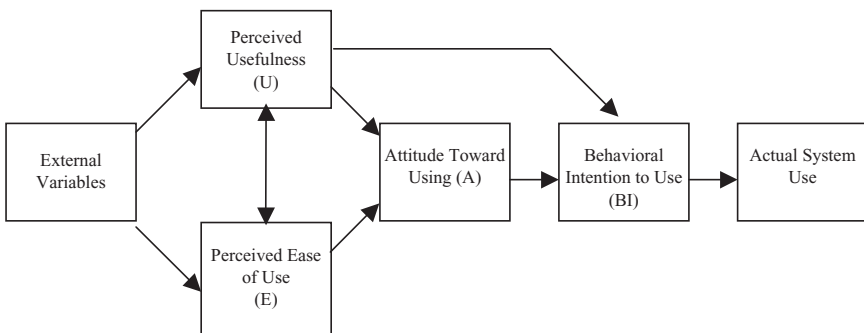 External
Variables
Perceived
Usefulness
(U)
Perceived Ease
of Use
(E)
Attitude Toward
Using (A)
Behavioral
Intention to Use
(BI)
Actual System
Use